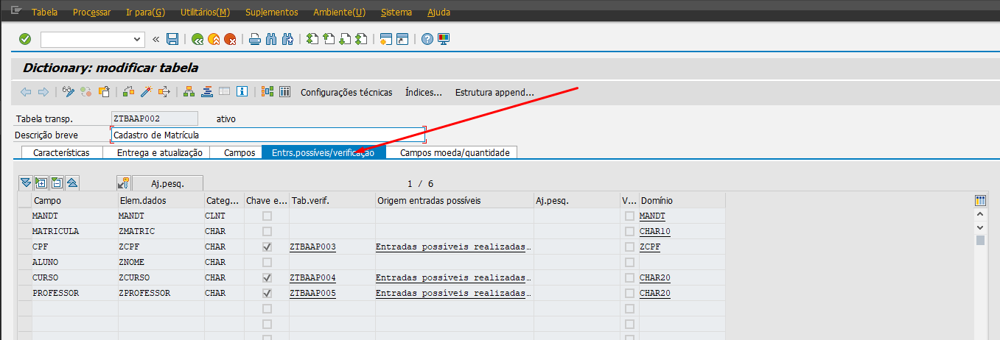 Tabela Processar Ir para(G) Utilitários(M) Suplementos Ambiente(U) Sistema Ajuda
Dictionary: modificar tabela
Configurações técnicas Índices... Estrutura append...
Tabela transp. ZTBAAP002 ativo
Descrição breve Cadastro de Matrícula
Características Entrega e atualização Campos Entrs.possíveis/verificação Campos moeda/quantidade
Aj.pesq. 1 / 6
Campo Elem.dados Categ... Chave e... Tab.verif. Origem entradas possíveis Aj.pesq. V... Domínio
MANDT MANDT CLNT MANDT
MATRICULA ZMATRIC CHAR CHAR10
CPF ZCPF CHAR ZTBAAP003 Entradas possíveis realizadas… ZCPF
ALUNO ZNOME CHAR
CURSO ZCURSO CHAR ZTBAAP004 Entradas possíveis realizadas… CHAR20
PROFESSOR ZPROFESSOR CHAR ZTBAAP005 Entradas possíveis realizadas… CHAR20